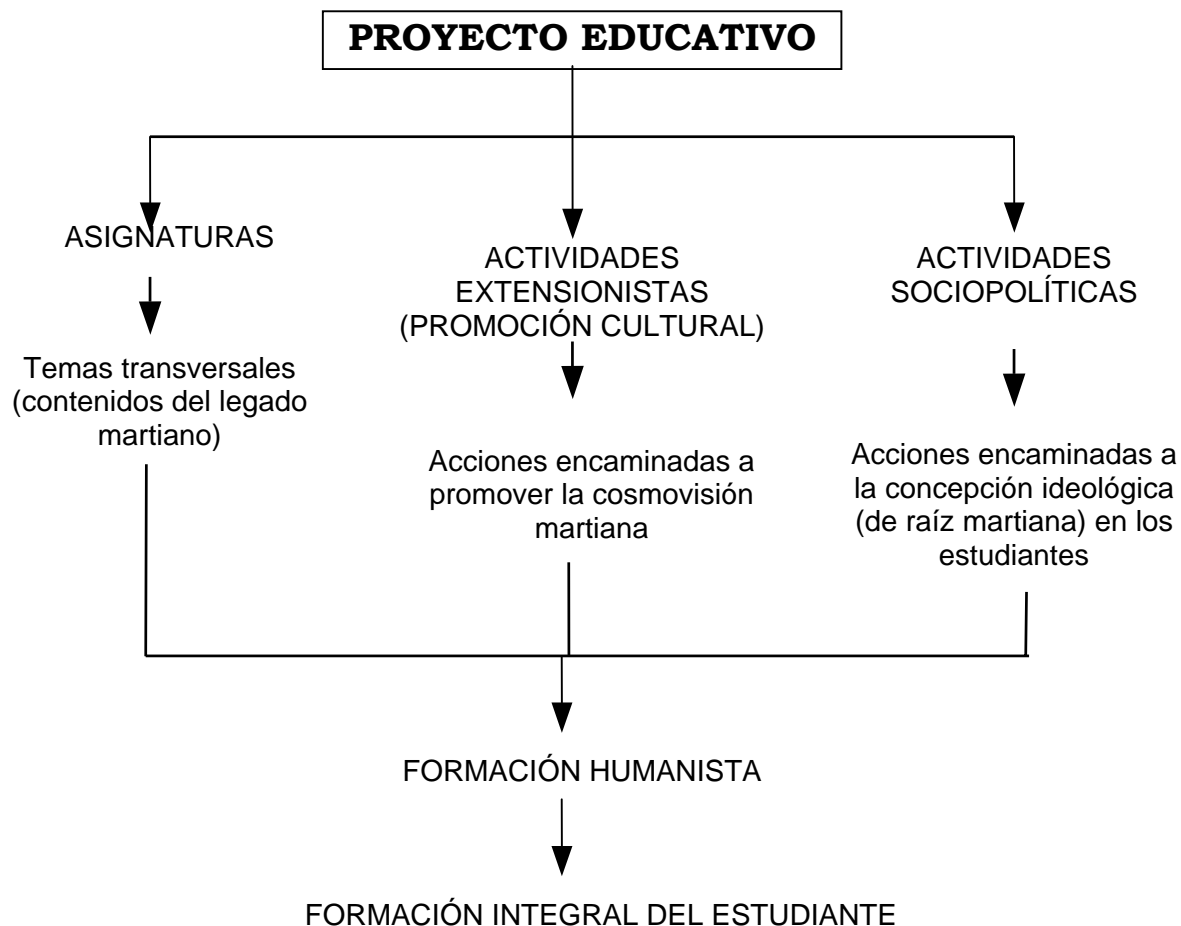 PROYECTO EDUCATIVO
ASIGNATURAS
Temas transversales
(contenidos del legado
martiano)
ACTIVIDADES
EXTENSIONISTAS
(PROMOCIÓN CULTURAL)
Acciones encaminadas a
promover la cosmovisión
martiana
ACTIVIDADES
SOCIOPOLÍTICAS
Acciones encaminadas a
la concepción ideológica
(de raíz martiana) en los
estudiantes
FORMACIÓN HUMANISTA
FORMACIÓN INTEGRAL DEL ESTUDIANTE